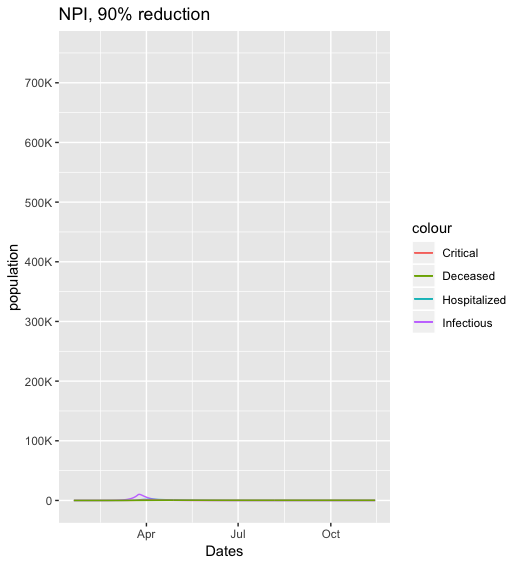 NPI, 90% reduction
700K
600K
500K
400K
300K
200K
100K
0
population
Apr
Jul
Oct
Dates
colour
Critical
Deceased
Hospitalized
Infectious